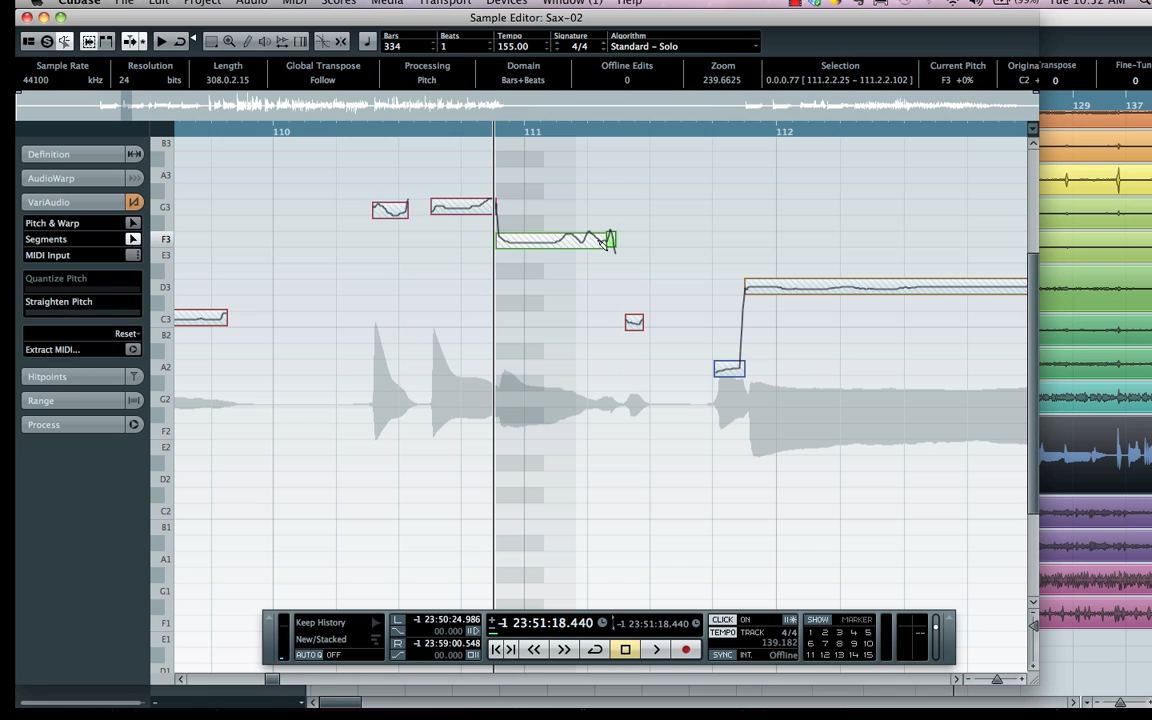 Cubase File Edit Project Audio MIDI Scores Media Transport Devices Window (1) Help (99%) Tue 10:52 AM
Sample Editor: Sax-02
Bars Beats Tempo Signature Algorithm
334 1 155.00 4/4 Standard - Solo
Sample Rate Resolution Length Global Transpose Processing Domain Offline Edits Zoom Selection Current Pitch Fine-Tun
44100 kHz 24 bits 308.0.2.15 Follow Pitch Bars+Beats 0 239.6625 0.0.0.77 [111.2.2.25 - 111.2.2.102 ] F3 +0% C2 0 0
129 137
110 111 112
B3
Definition
A3
AudioWarp
VariAudio
G3
Pitch & Warp
Segments
F3
MIDI Input
E3
Quantize Pitch
D3
Straighten Pitch
C3
Reset
B2
Extract MIDI...
A2
Hitpoints
Range
G2
Process
F2
E2
D2
C2
B1
A1
G1
F1
E1
D1
Keep History
New/Stacked
AUTO Q OFF
L -1 23:50:24.986
00.000
R -1 23:59:00.548
00.000
-1 23:51:18.440 -1 23:51:18.440
CLICK ON
TEMPO TRACK 4/4
139.182
SYNC INT. Offline
SHOW MARKER
1 2 3 4 5
6 7 8 9 10
11 12 13 14 15